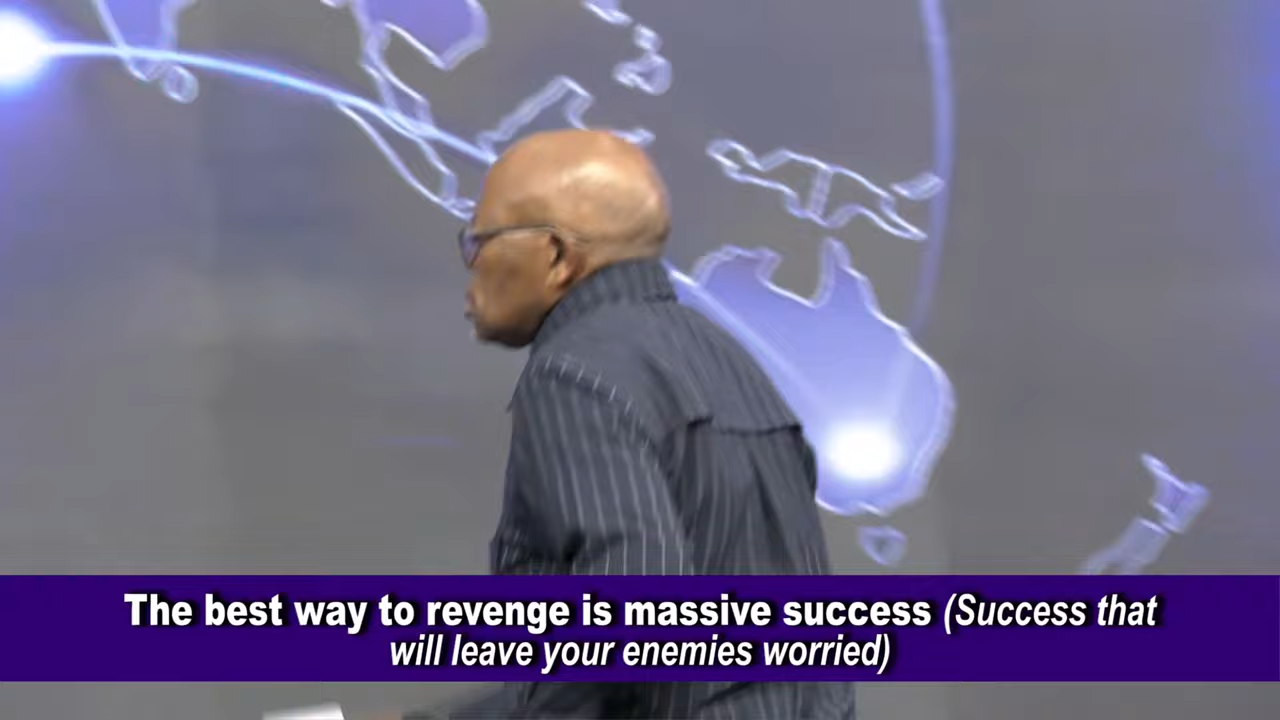 The best way to revenge is massive success (Success that
will leave your enemies worried)